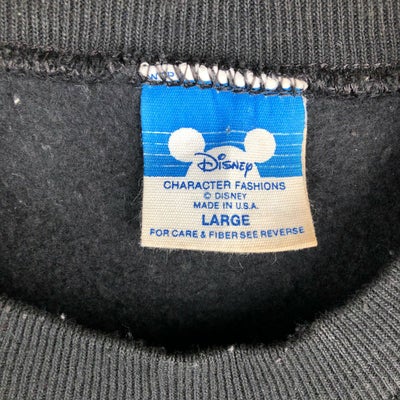 Disney
CHARACTER FASHIONS
© DISNEY
MADE IN U.S.A.
LARGE
FOR CARE & FIBER SEE REVERSE